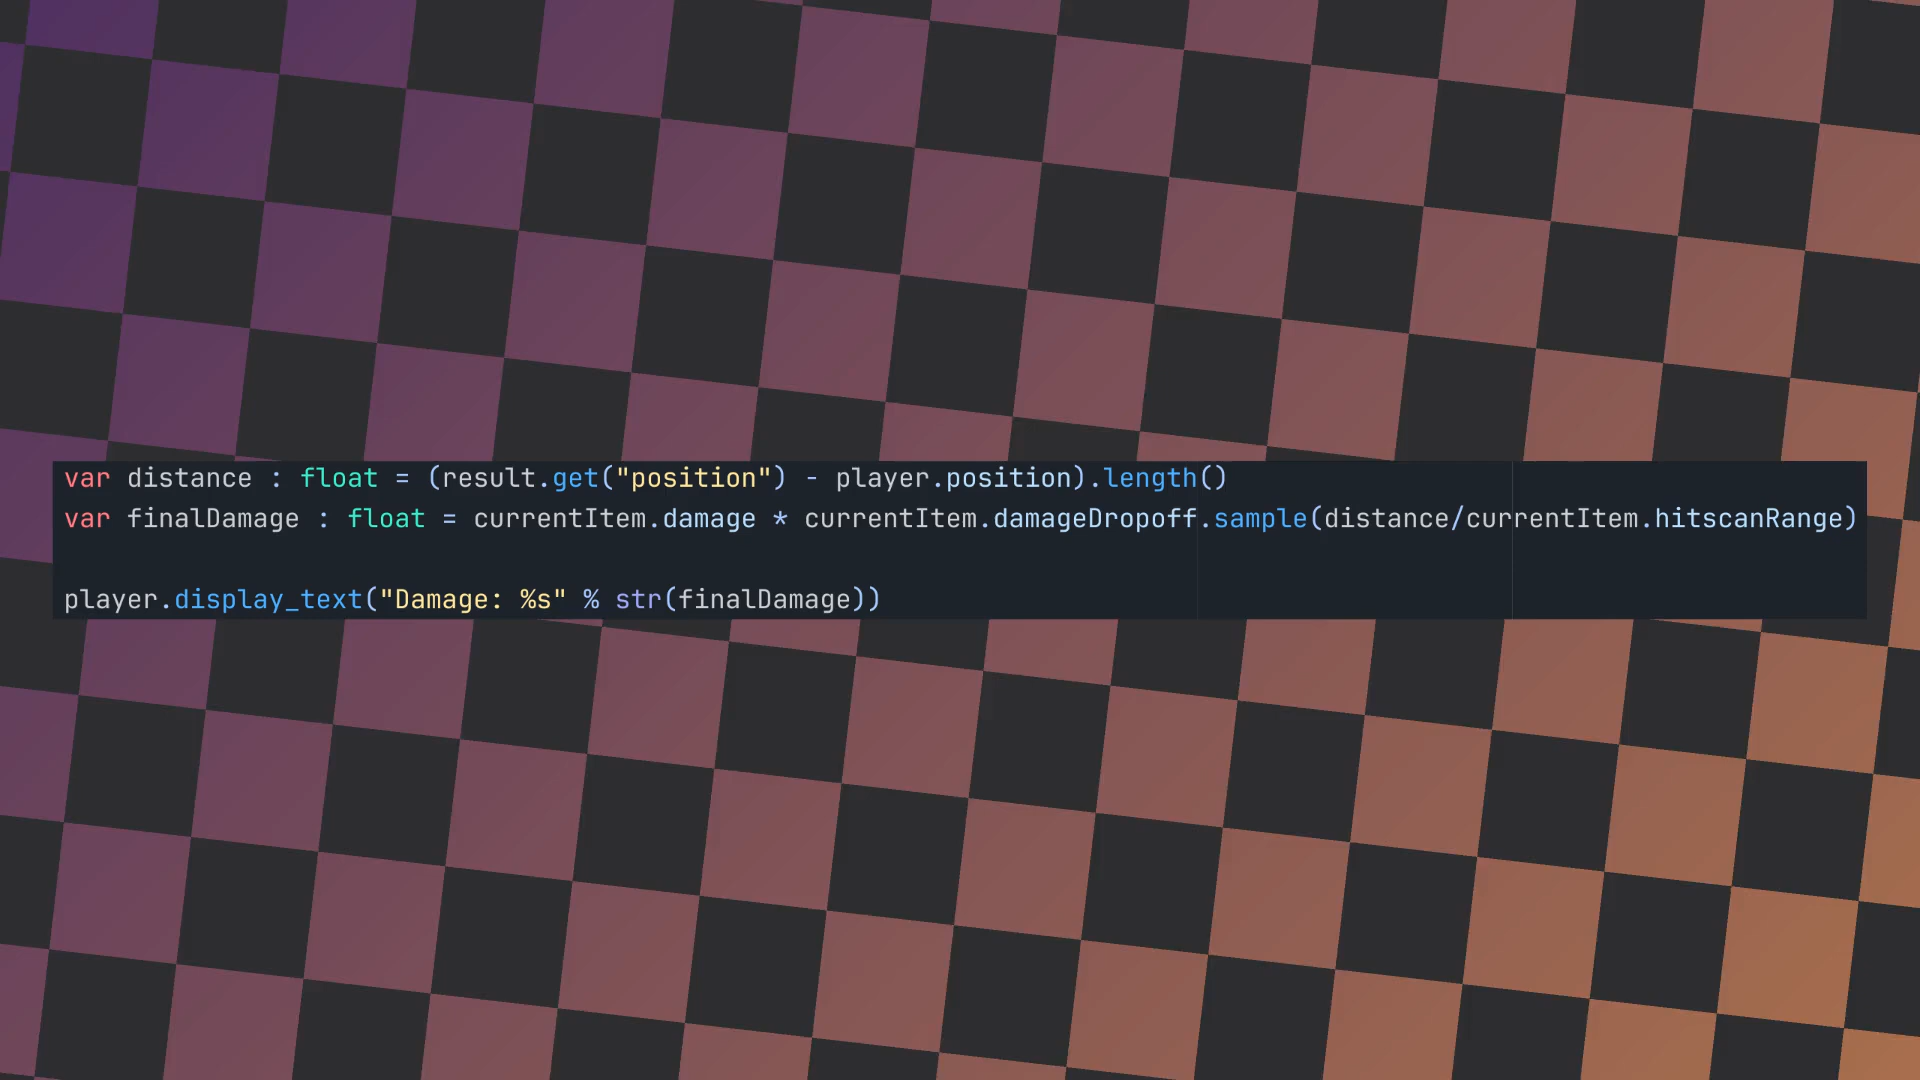 var distance : float = (result.get("position") - player.position).length()
var finalDamage : float = currentItem.damage * currentItem.damageDropoff.sample(distance/currentItem.hitscanRange)
player.display_text("Damage: %s" % str(finalDamage))